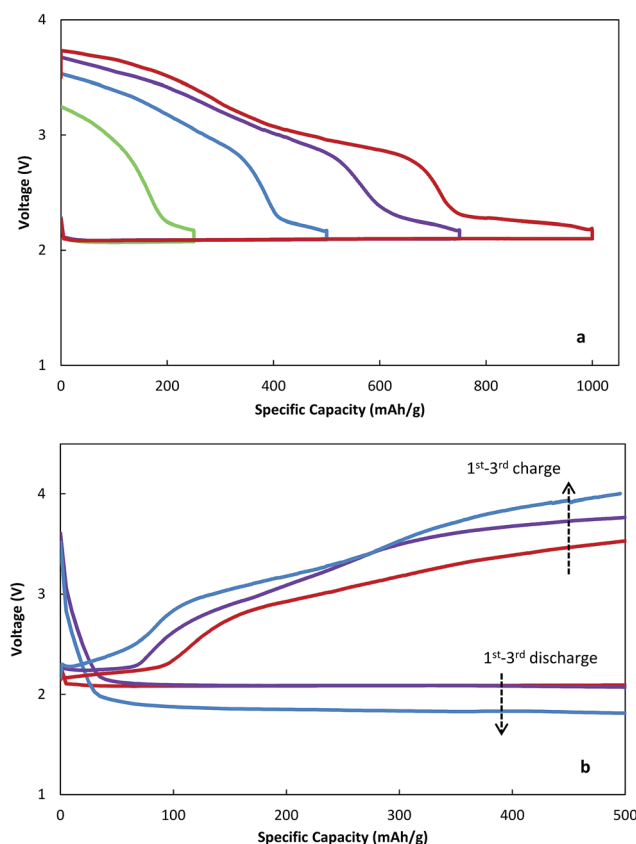 4
3
2
1
Voltage (V)
a
0 200 400 600 800 1000
Specific Capacity (mAh/g)
1st-3rd charge
4
3
2
1
Voltage (V)
1st-3rd discharge
b
0 100 200 300 400 500
Specific Capacity (mAh/g)